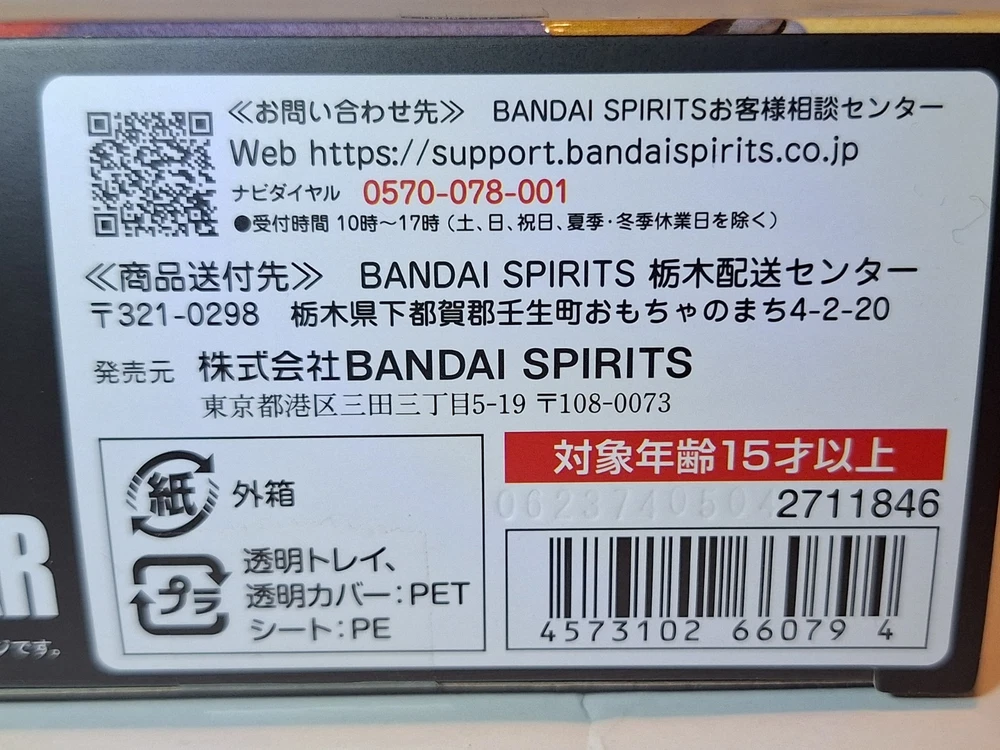 ≪お問い合わせ先≫ BANDAI SPIRITSお客様相談センター
Web https://support.bandaispirits.co.jp
ナビダイヤル 0570-078-001
●受付時間 10時～17時（土、日、祝日、夏季・冬季休業日を除く）
≪商品送付先≫ BANDAI SPIRITS 栃木配送センター
〒321-0298 栃木県下都賀郡壬生町おもちゃのまち4-2-20
発売元 株式会社BANDAI SPIRITS
東京都港区三田三丁目5-19 〒108-0073
紙 外箱
プラ 透明トレイ、
透明カバー：PET
シート：PE
対象年齢15才以上
2711846
4573102 66079 4
R
です。